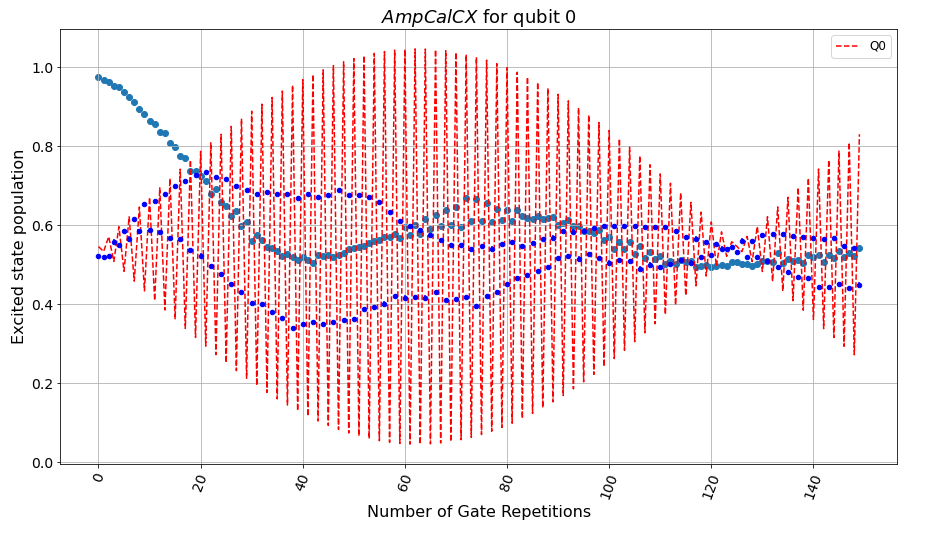 AmpCalCX for qubit 0
Q0
Excited state population
1.0
0.8
0.6
0.4
0.2
0.0
0 20 40 60 80 100 120 140
Number of Gate Repetitions